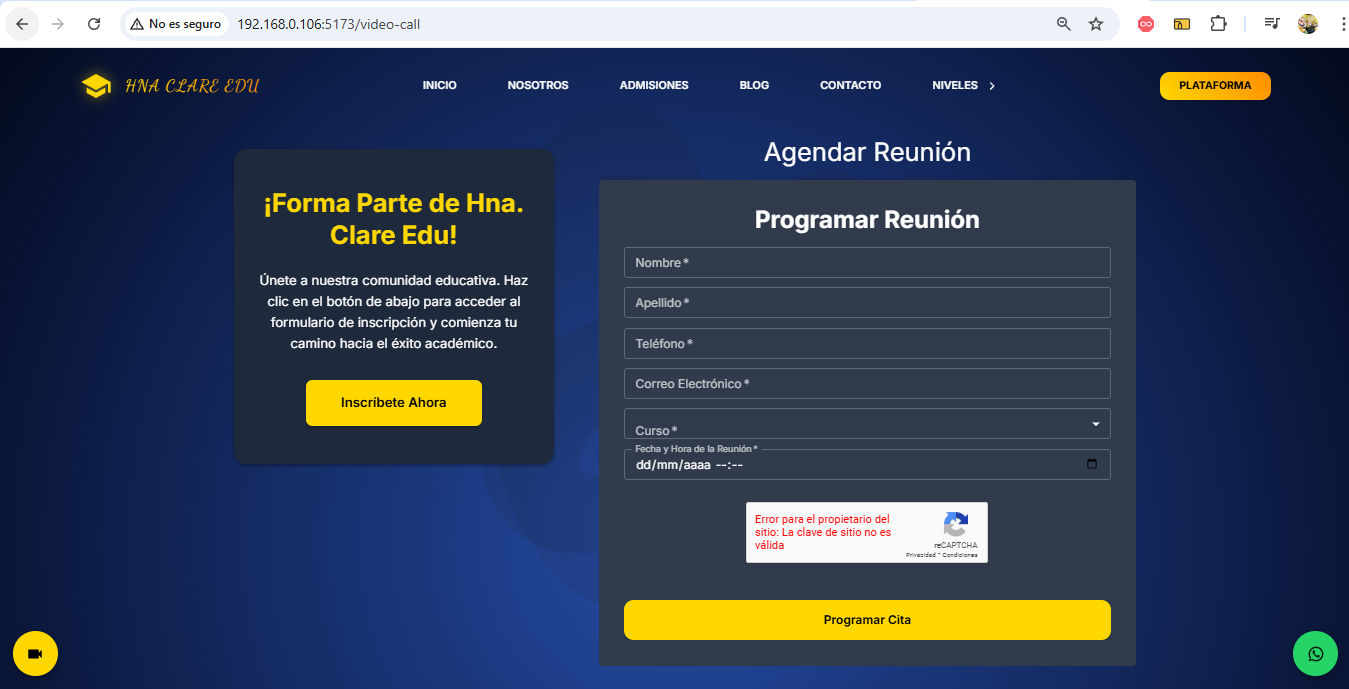 No es seguro 192.168.0.106:5173/video-call
HNA CLARE EDU INICIO NOSOTROS ADMISIONES BLOG CONTACTO NIVELES PLATAFORMA
¡Forma Parte de Hna.
Clare Edu!
Únete a nuestra comunidad educativa. Haz
clic en el botón de abajo para acceder al
formulario de inscripción y comienza tu
camino hacia el éxito académico.
Inscríbete Ahora
Agendar Reunión
Programar Reunión
Nombre *
Apellido *
Teléfono *
Correo Electrónico *
Curso *
Fecha y Hora de la Reunión *
dd/mm/aaaa --:--
Error para el propietario del
sitio: La clave de sitio no es
válida
reCAPTCHA
Privacidad - Condiciones
Programar Cita